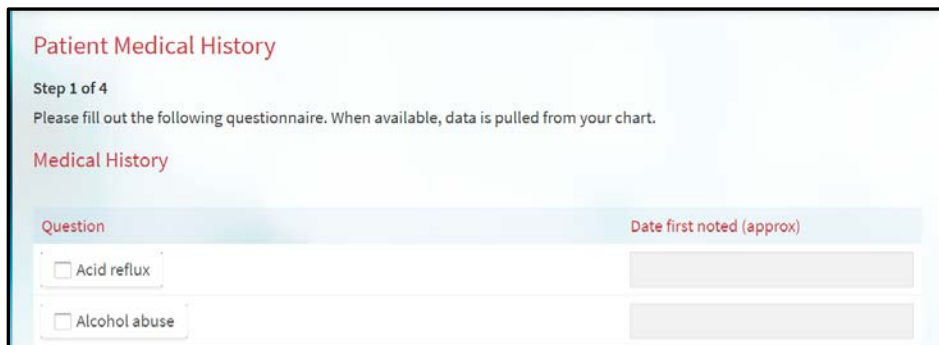 Patient Medical History
Step 1 of 4
Please fill out the following questionnaire. When available, data is pulled from your chart.
Medical History
Question Date first noted (approx)
Acid reflux
Alcohol abuse